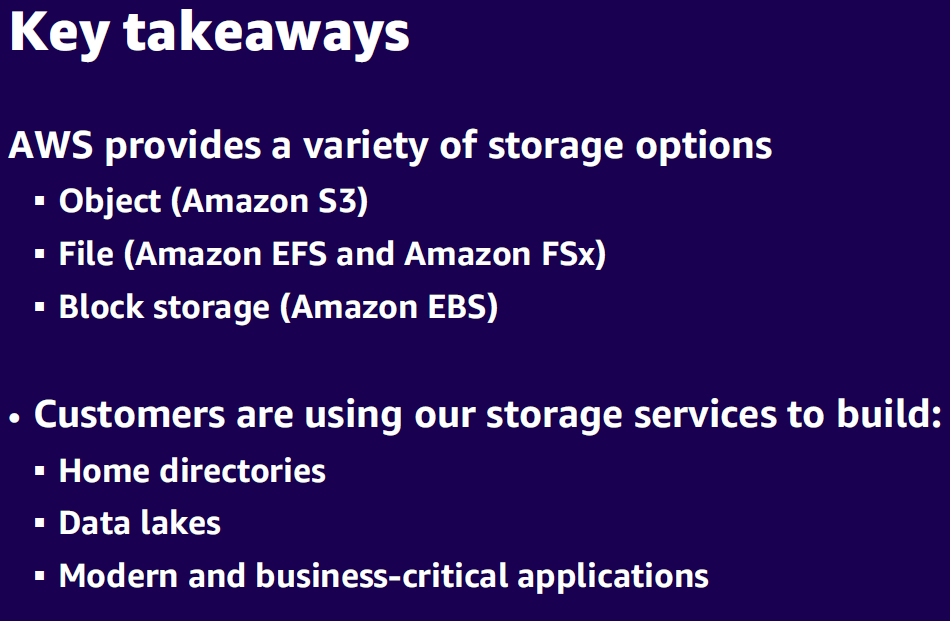 Key takeaways
AWS provides a variety of storage options
▪ Object (Amazon S3)
▪ File (Amazon EFS and Amazon FSx)
▪ Block storage (Amazon EBS)
• Customers are using our storage services to build:
▪ Home directories
▪ Data lakes
▪ Modern and business-critical applications